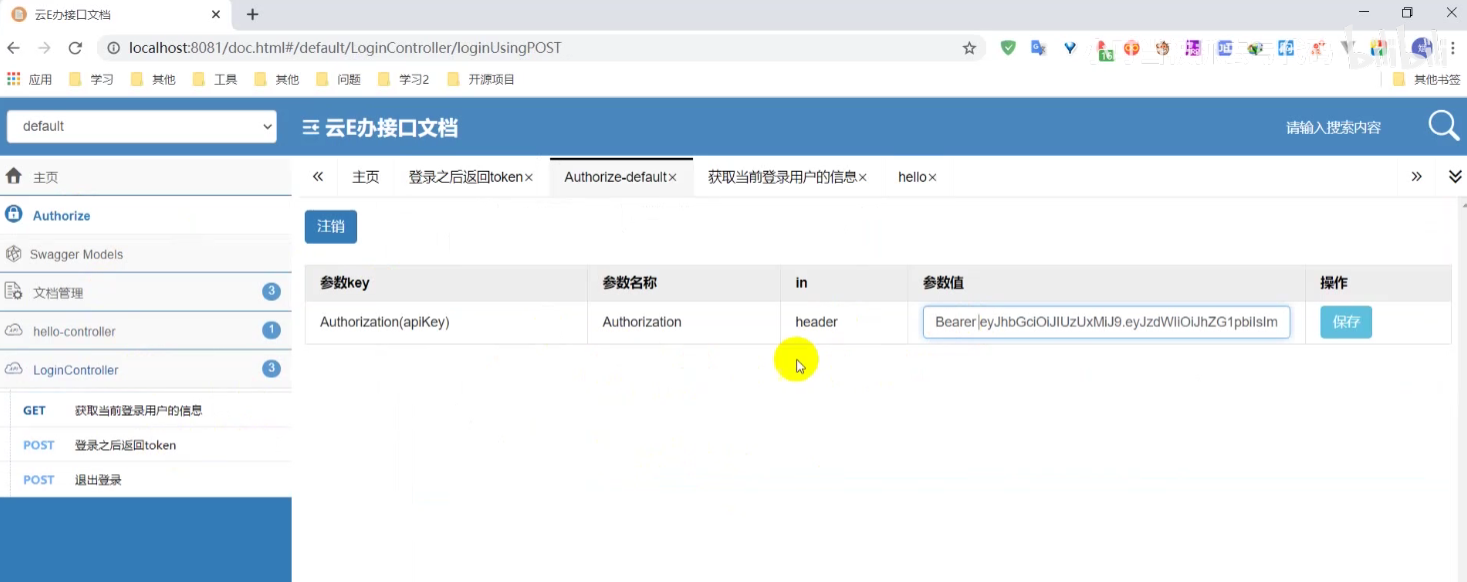 云E办接口文档
localhost:8081/doc.html#/default/LoginController/loginUsingPOST
应用 学习 其他 工具 其他 问题 学习2 开源项目 其他书签
default 云E办接口文档 请输入搜索内容
主页 主页 登录之后返回token× Authorize-default× 获取当前登录用户的信息× hello×
Authorize 注销
Swagger Models
参数key 参数名称 in 参数值 操作
文档管理 3
Authorization(apiKey) Authorization header Bearer eyJhbGciOiJIUzUxMiJ9.eyJzdWIiOiJhZG1pbiIsIm 保存
hello-controller 1
LoginController 3
GET 获取当前登录用户的信息
POST 登录之后返回token
POST 退出登录